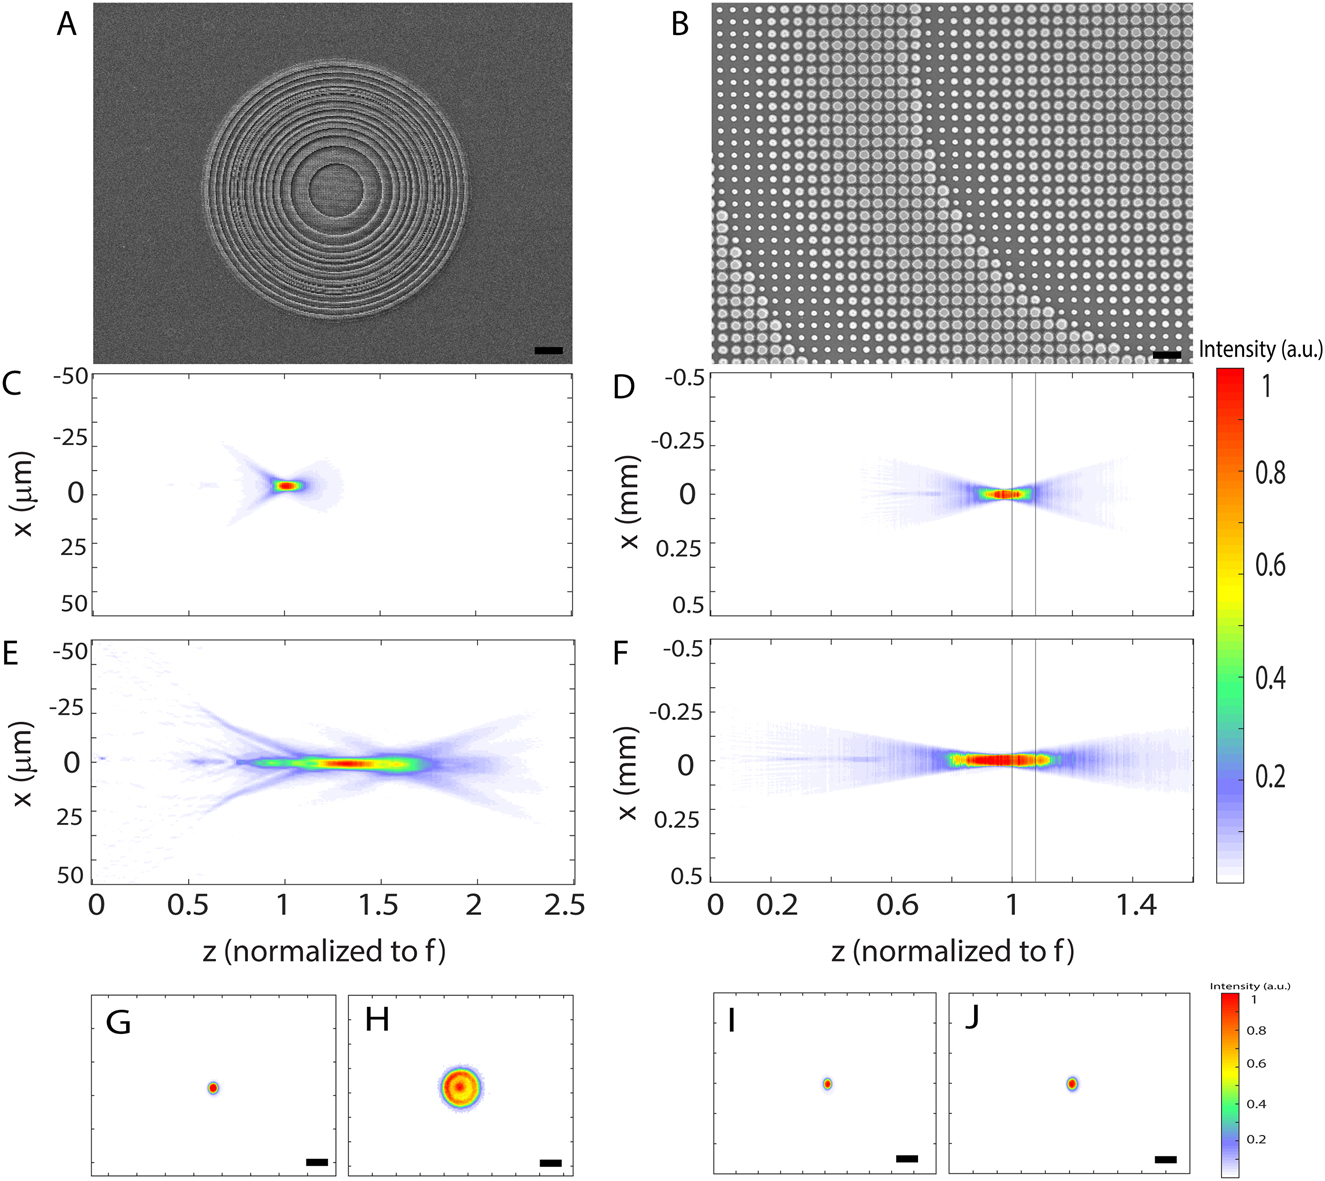 A
B
Intensity (a.u.)
C
-50
-25
0
25
50
x (μm)
D
-0.5
-0.25
0
0.25
0.5
x (mm)
1
0.8
0.6
0.4
0.2
E
-50
-25
0
25
50
x (μm)
0 0.5 1 1.5 2 2.5
z (normalized to f)
F
-0.5
-0.25
0
0.25
0.5
x (mm)
0 0.2 0.6 1 1.4
z (normalized to f)
G
H
I
J
Intensity (a.u.)
1
0.8
0.6
0.4
0.2